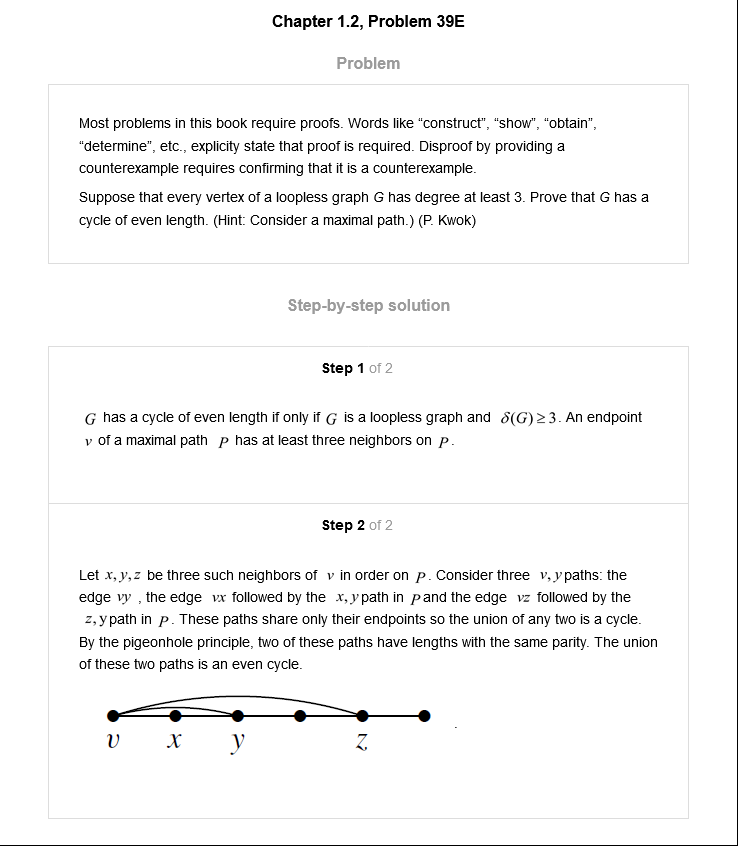 Chapter 1.2, Problem 39E
Problem
Most problems in this book require proofs. Words like “construct”, “show”, “obtain”,
“determine”, etc., explicity state that proof is required. Disproof by providing a
counterexample requires confirming that it is a counterexample.
Suppose that every vertex of a loopless graph G has degree at least 3. Prove that G has a
cycle of even length. (Hint: Consider a maximal path.) (P. Kwok)
Step-by-step solution
Step 1 of 2
G has a cycle of even length if only if G is a loopless graph and δ(G)≥3. An endpoint
v of a maximal path P has at least three neighbors on P.
Step 2 of 2
Let x, y, z be three such neighbors of v in order on P. Consider three v, y paths: the
edge vy , the edge vx followed by the x, y path in P and the edge vz followed by the
z, y path in P. These paths share only their endpoints so the union of any two is a cycle.
By the pigeonhole principle, two of these paths have lengths with the same parity. The union
of these two paths is an even cycle.
v x y z
.